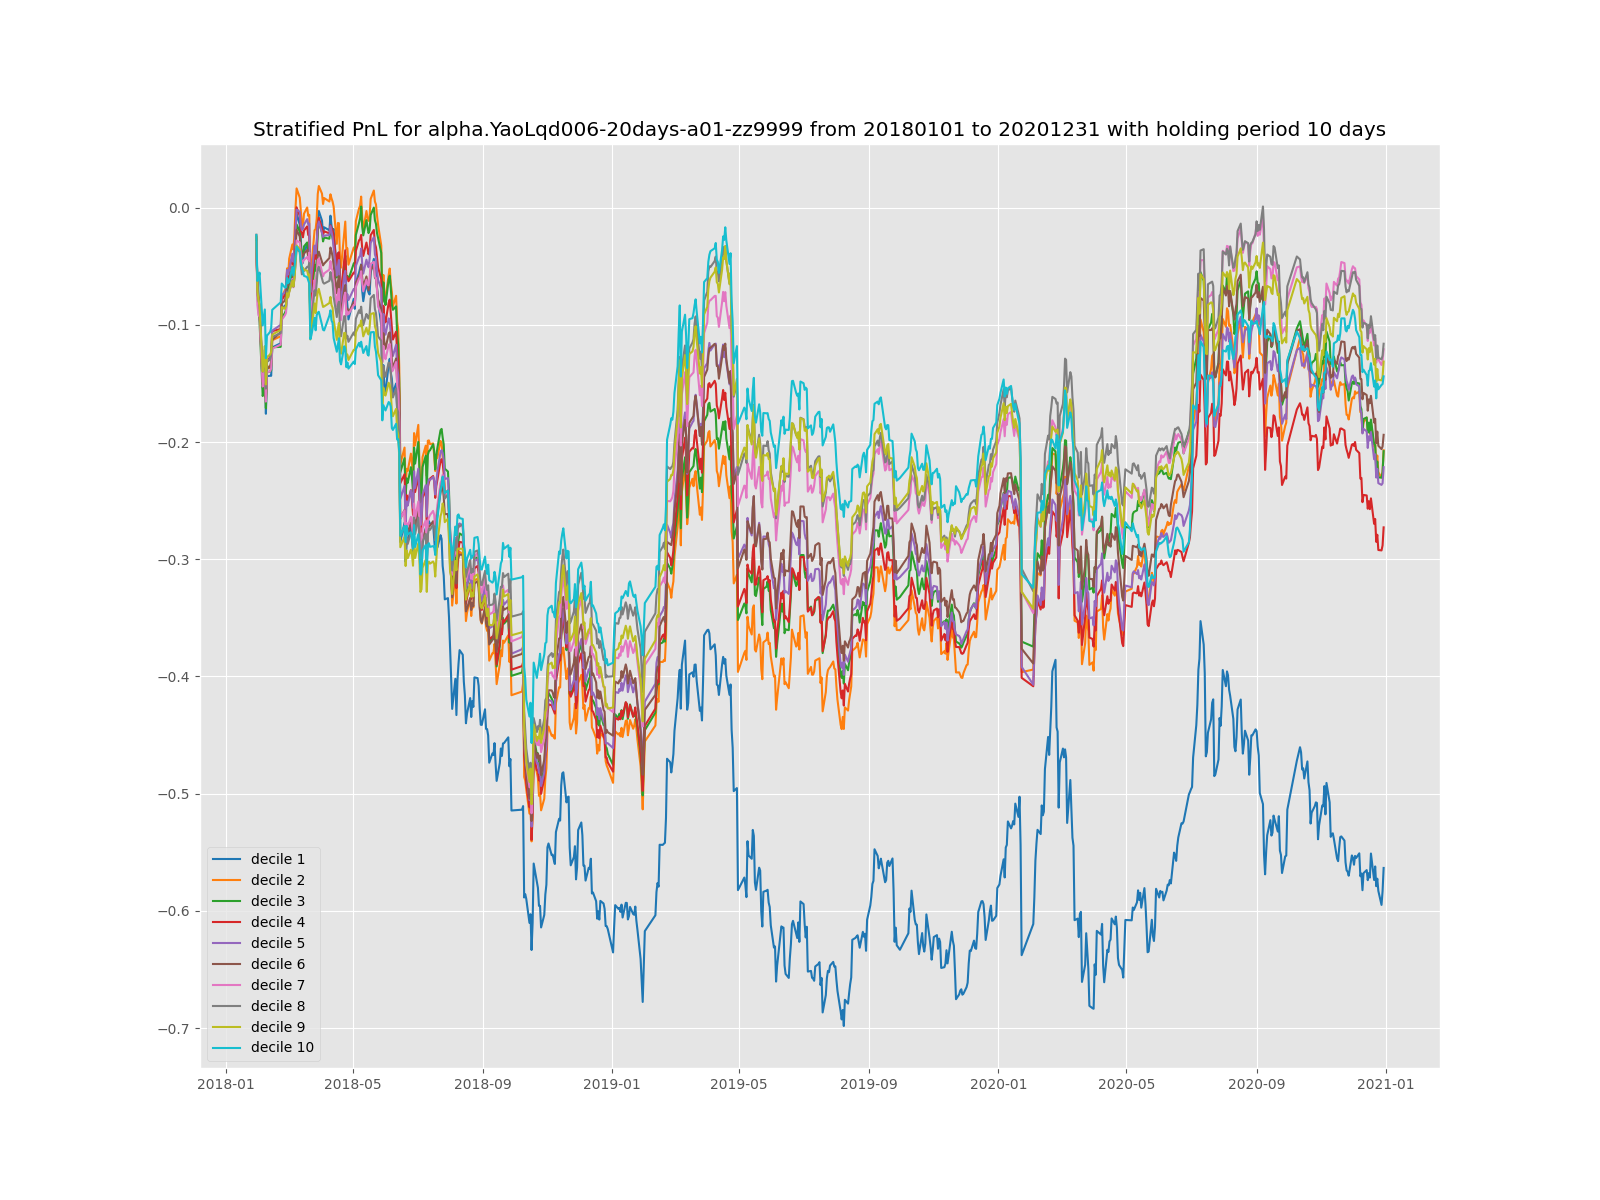 Stratified PnL for alpha.YaoLqd006-20days-a01-zz9999 from 20180101 to 20201231 with holding period 10 days
0.0
−0.1
−0.2
−0.3
−0.4
−0.5
−0.6
−0.7
decile 1
decile 2
decile 3
decile 4
decile 5
decile 6
decile 7
decile 8
decile 9
decile 10
2018-01 2018-05 2018-09 2019-01 2019-05 2019-09 2020-01 2020-05 2020-09 2021-01